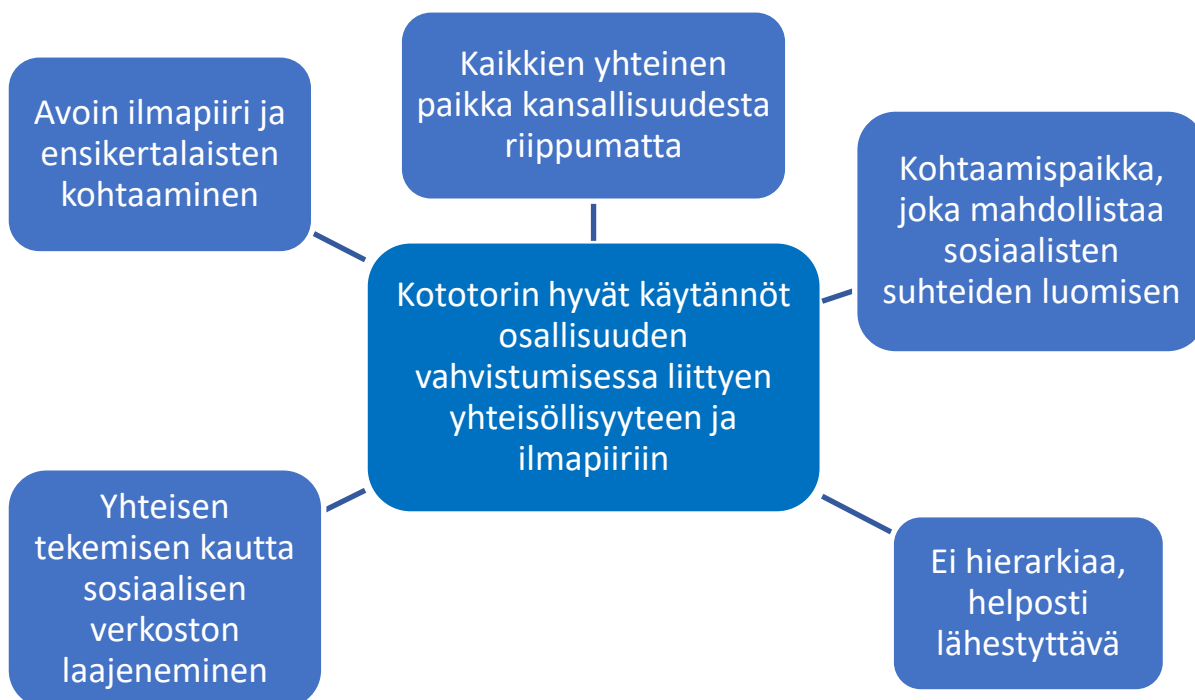 Kaikkien yhteinen
paikka kansallisuudesta
riippumatta
Avoin ilmapiiri ja
ensikertalaisten
kohtaaminen
Kohtaamispaikka,
joka mahdollistaa
sosiaalisten
suhteiden luomisen
Kototorin hyvät käytännöt
osallisuuden
vahvistumisessa liittyen
yhteisöllisyyteen ja
ilmapiiriin
Yhteisen
tekemisen kautta
sosiaalisen
verkoston
laajeneminen
Ei hierarkiaa,
helposti
lähestyttävä